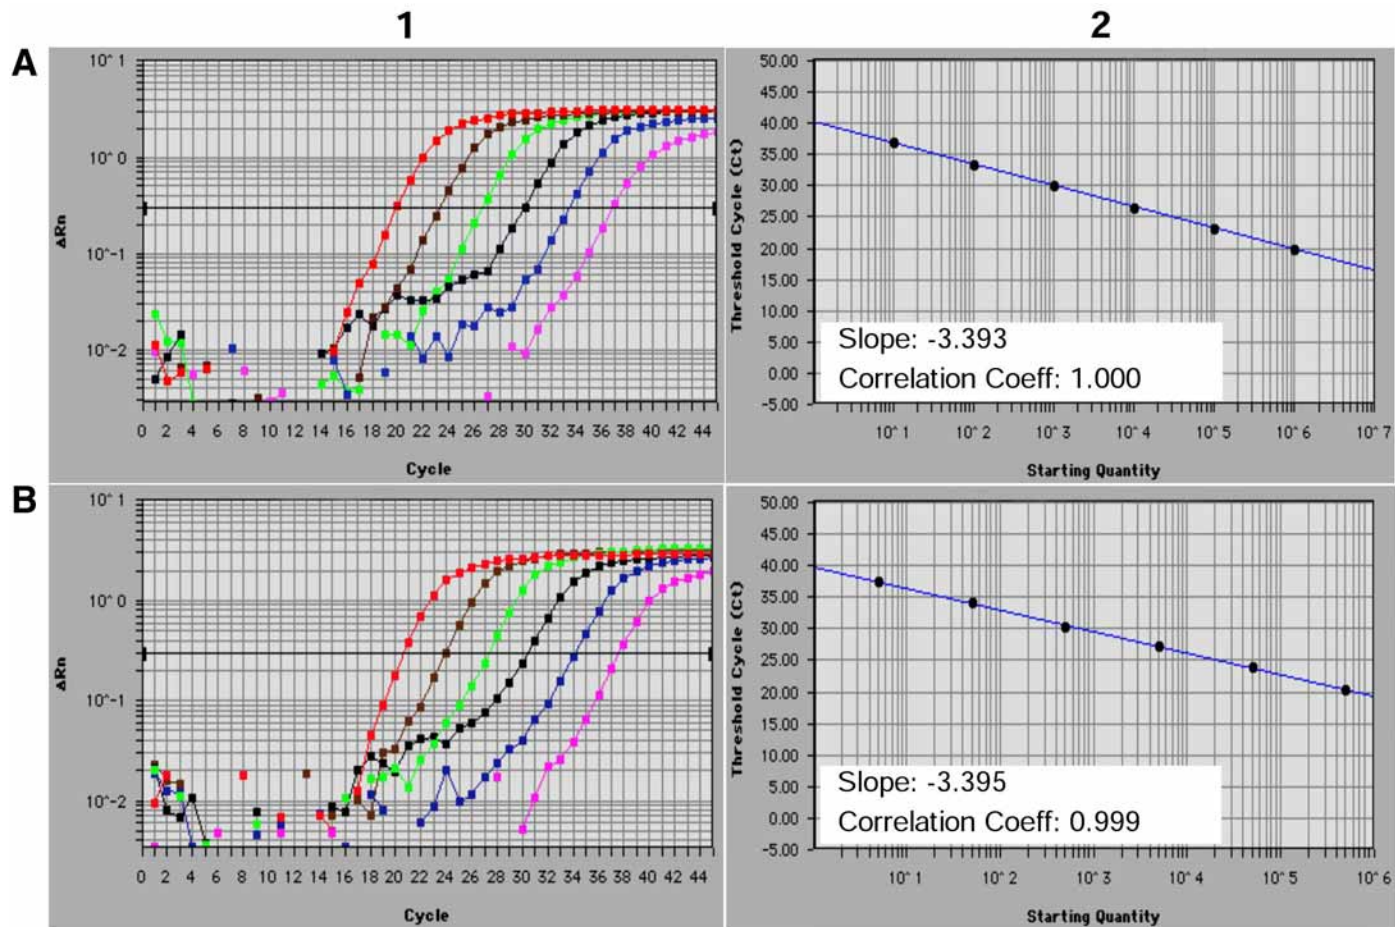 1 2
A
10^ 1
10^ 0
10^ -1
10^ -2
ΔRn
0 2 4 6 8 10 12 14 16 18 20 22 24 26 28 30 32 34 36 38 40 42 44
Cycle
50.00
45.00
40.00
35.00
30.00
25.00
20.00
15.00
10.00
5.00
0.00
-5.00
Threshold Cycle (Ct)
Slope: -3.393
Correlation Coeff: 1.000
10^ 1 10^ 2 10^ 3 10^ 4 10^ 5 10^ 6 10^ 7
Starting Quantity
B
10^ 1
10^ 0
10^ -1
10^ -2
ΔRn
0 2 4 6 8 10 12 14 16 18 20 22 24 26 28 30 32 34 36 38 40 42 44
Cycle
50.00
45.00
40.00
35.00
30.00
25.00
20.00
15.00
10.00
5.00
0.00
-5.00
Threshold Cycle (Ct)
Slope: -3.395
Correlation Coeff: 0.999
10^ 1 10^ 2 10^ 3 10^ 4 10^ 5 10^ 6
Starting Quantity